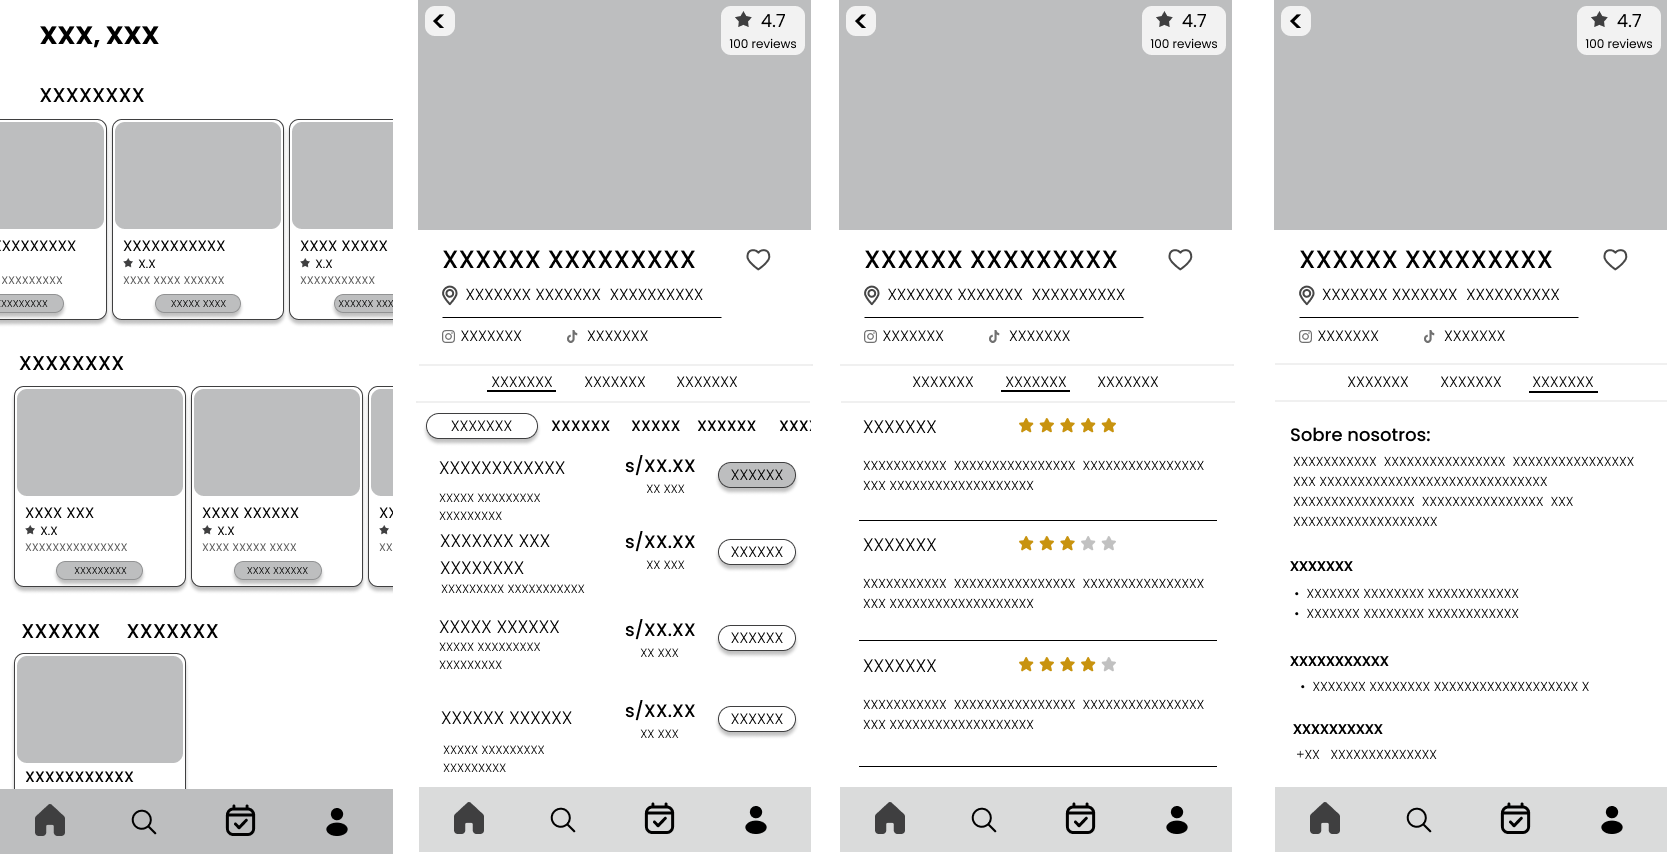 XXX, XXX
XXXXXXXX
XXXXXXXXX
XXXXXXXXX
XXXXXXXXX
XXXXXXXXXXX
X.X
XXXX XXXX XXXXXX
XXXXX XXXX
XXXX XXXXX
X.X
XXXXXXXXXXX
XXXXXX XXX
XXXXXXXX
XXXX XXX
X.X
XXXXXXXXXXXXXXX
XXXXXXXXX
XXXX XXXXXX
X.X
XXXX XXXXX XXXX
XXXX XXXXXX
XX
XX
XXXXXX XXXXXXX
XXXXXXXXXXX
4.7
100 reviews
XXXXXX XXXXXXXXX
XXXXXXX XXXXXXX XXXXXXXXXX
XXXXXXX XXXXXXX
XXXXXXX XXXXXXX XXXXXXX
XXXXXXX XXXXXX XXXXX XXXXXX XXX
XXXXXXXXXXXX s/XX.XX XXXXXX
XX XXX
XXXXX XXXXXXXXX
XXXXXXXXX
XXXXXXX XXX s/XX.XX XXXXXX
XX XXX
XXXXXXXX
XXXXXXXXX XXXXXXXXXXX
XXXXX XXXXXX s/XX.XX XXXXXX
XXXXX XXXXXXXXX XX XXX
XXXXXXXXX
XXXXXX XXXXXX s/XX.XX XXXXXX
XX XXX
XXXXX XXXXXXXXX
XXXXXXXXX
4.7
100 reviews
XXXXXX XXXXXXXXX
XXXXXXX XXXXXXX XXXXXXXXXX
XXXXXXX XXXXXXX
XXXXXXX XXXXXXX XXXXXXX
XXXXXXX
XXXXXXXXXXX XXXXXXXXXXXXXXXX XXXXXXXXXXXXXXXX
XXX XXXXXXXXXXXXXXXXXXX
XXXXXXX
XXXXXXXXXXX XXXXXXXXXXXXXXXX XXXXXXXXXXXXXXXX
XXX XXXXXXXXXXXXXXXXXXX
XXXXXXX
XXXXXXXXXXX XXXXXXXXXXXXXXXX XXXXXXXXXXXXXXXX
XXX XXXXXXXXXXXXXXXXXXX
4.7
100 reviews
XXXXXX XXXXXXXXX
XXXXXXX XXXXXXX XXXXXXXXXX
XXXXXXX XXXXXXX
XXXXXXX XXXXXXX XXXXXXX
Sobre nosotros:
XXXXXXXXXXX XXXXXXXXXXXXXXXX XXXXXXXXXXXXXXXX
XXX XXXXXXXXXXXXXXXXXXXXXXXXXXXXXX
XXXXXXXXXXXXXXXX XXXXXXXXXXXXXXXX XXX
XXXXXXXXXXXXXXXXXXX
XXXXXXX
• XXXXXXX XXXXXXXX XXXXXXXXXXXX
• XXXXXXX XXXXXXXX XXXXXXXXXXXX
XXXXXXXXXXX
• XXXXXXX XXXXXXXX XXXXXXXXXXXXXXXXXXX X
XXXXXXXXXX
+XX XXXXXXXXXXXXXX